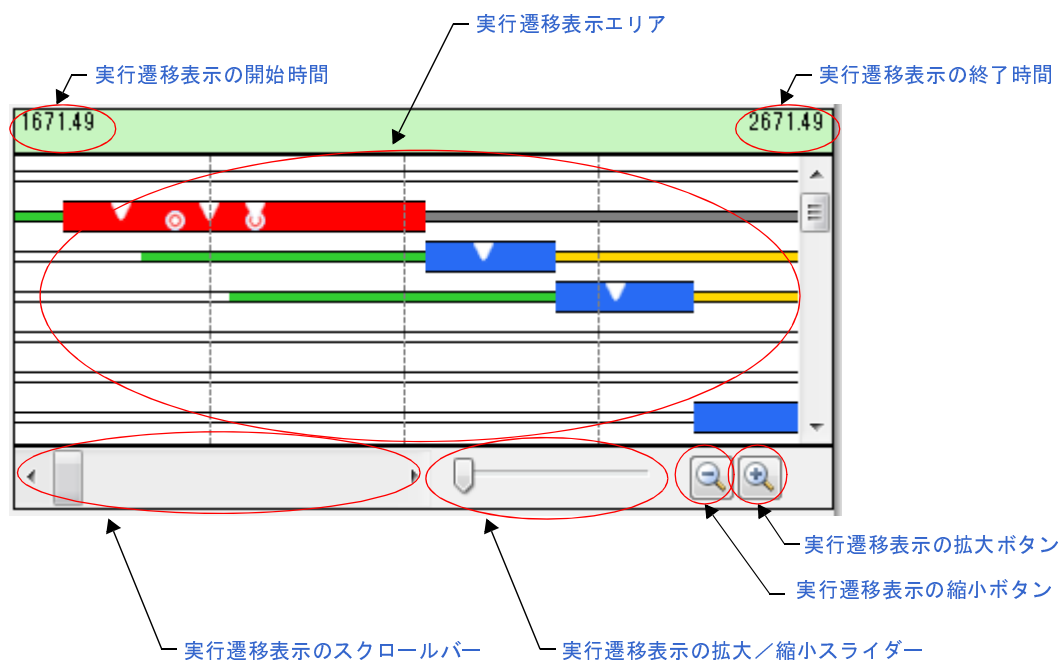 実行遷移表示エリア
実行遷移表示の開始時間
実行遷移表示の終了時間
1671.49
2671.49
実行遷移表示の拡大ボタン
実行遷移表示の縮小ボタン
実行遷移表示のスクロールバー
実行遷移表示の拡大／縮小スライダー